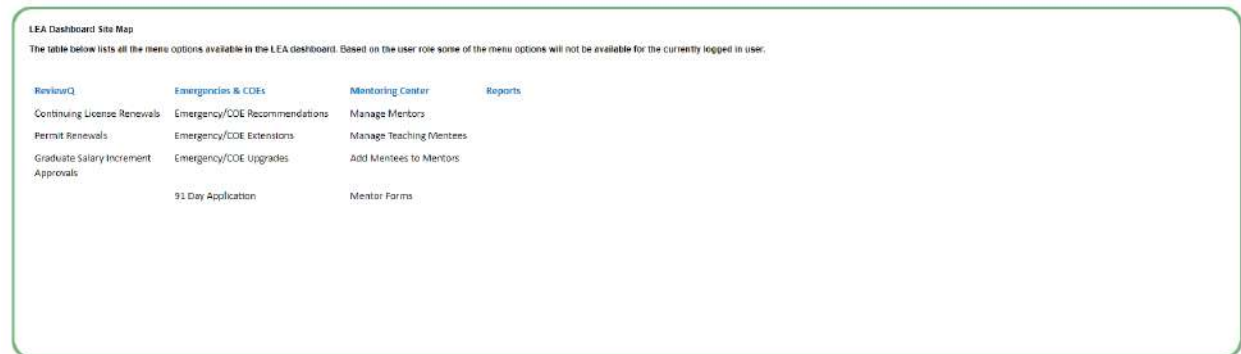 LEA Dashboard Site Map
The table below lists all the menu options available in the LEA dashboard. Based on the user role some of the menu options will not be available for the currently logged in user.
ReviewQ Emergencies & COEs Mentoring Center Reports
Continuing License Renewals Emergency/COE Recommendations Manage Mentors
Permit Renewals Emergency/COE Extensions Manage Teaching Mentees
Graduate Salary Increment Emergency/COE Upgrades Add Mentees to Mentors
Approvals
91 Day Application Mentor Forms